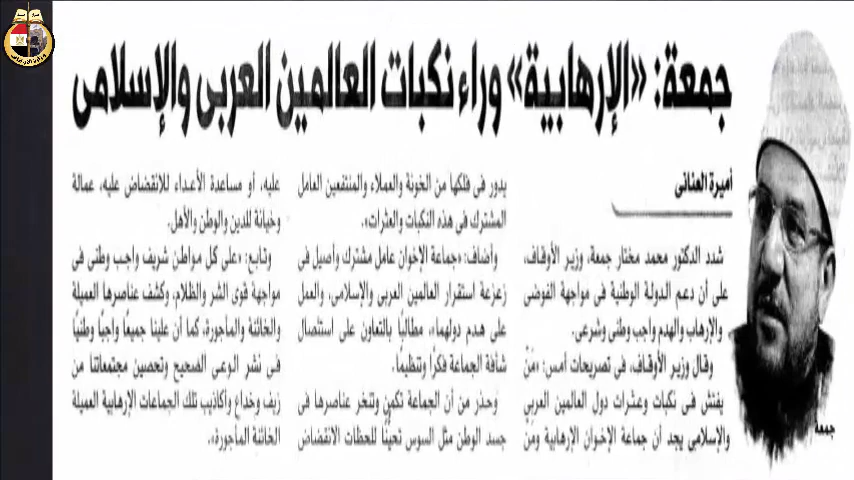 جمعة: «الإرهابية» وراء نكبات العالمين العربى والإسلامى
أميرة العنانى
شدد الدكتور محمد مختار جمعة، وزير الأوقاف،
على أن دعم الدولة الوطنية فى مواجهة الفوضى
والإرهاب والهدم واجب وطنى وشرعى.
وقال وزير الأوقاف، فى تصريحات أمس: «مَنْ
يفتش فى نكبات وعثرات دول العالمين العربى
والإسلامى يجد أن جماعة الإخوان الإرهابية ومَنْ
يدور فى فلكها من الخونة والعملاء والمنتفعين العامل
المشترك فى هذه النكبات والعثرات».
وأضاف: «جماعة الإخوان عامل مشترك وأصيل فى
زعزعة استقرار العالمين العربى والإسلامى، والعمل
على هدم دولهما»، مطالبًا بالتعاون على استئصال
شأفة الجماعة فكرًا وتنظيمًا.
وحذر من أن الجماعة تكمن وتنخر عناصرها فى
جسد الوطن مثل السوس تحينًا للحظات الانقضاض
عليه، أو مساعدة الأعداء للانقضاض عليه، عمالة
وخيانة للدين والوطن والأهل.
وتابع: «على كل مواطن شريف واجب وطنى فى
مواجهة قوى الشر والظلام، وكشف عناصرها العميلة
والخائنة والمأجورة، كما أن علينا جميعًا واجبًا وطنيًا
فى نشر الوعى الصحيح وتحصين مجتمعاتنا من
زيف وخداع وأكاذيب تلك الجماعات الإرهابية العميلة
الخائنة المأجورة».
جمعة